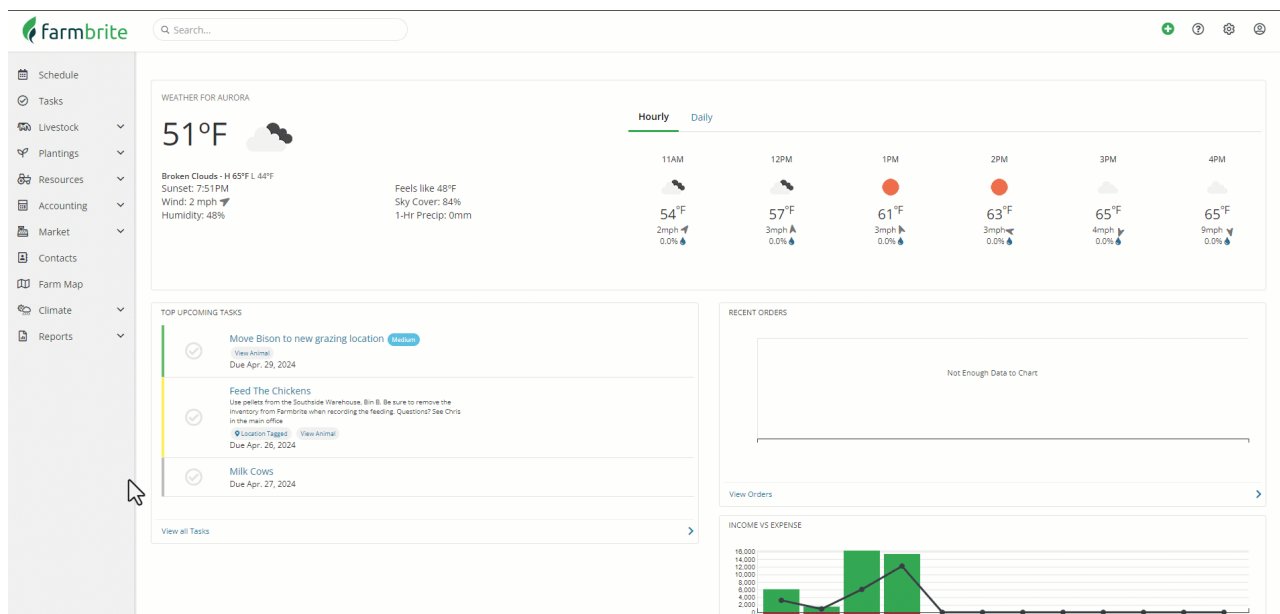 farmbrite
Search...
Schedule
Tasks
Livestock
Plantings
Resources
Accounting
Market
Contacts
Farm Map
Climate
Reports
WEATHER FOR AURORA
51°F
Broken Clouds - H 65°F L 44°F
Sunset: 7:51PM
Wind: 2 mph
Humidity: 48%
Feels like 48°F
Sky Cover: 84%
1-Hr Precip: 0mm
Hourly Daily
11AM 12PM 1PM 2PM 3PM 4PM
54°F 57°F 61°F 63°F 65°F 65°F
2mph 3mph 3mph 3mph 4mph 9mph
0.0% 0.0% 0.0% 0.0% 0.0% 0.0%
TOP UPCOMING TASKS
Move Bison to new grazing location Medium
View Animal
Due Apr. 29, 2024
Feed The Chickens
Use pellets from the Southside Warehouse, Bin B. Be sure to remove the
inventory from Farmbrite when recording the feeding. Questions? See Chris
in the main office
Location Tagged View Animal
Due Apr. 26, 2024
Milk Cows
Due Apr. 27, 2024
View all Tasks
RECENT ORDERS
Not Enough Data to Chart
View Orders
INCOME VS EXPENSE
16,000
14,000
12,000
10,000
8,000
6,000
4,000
2,000
0